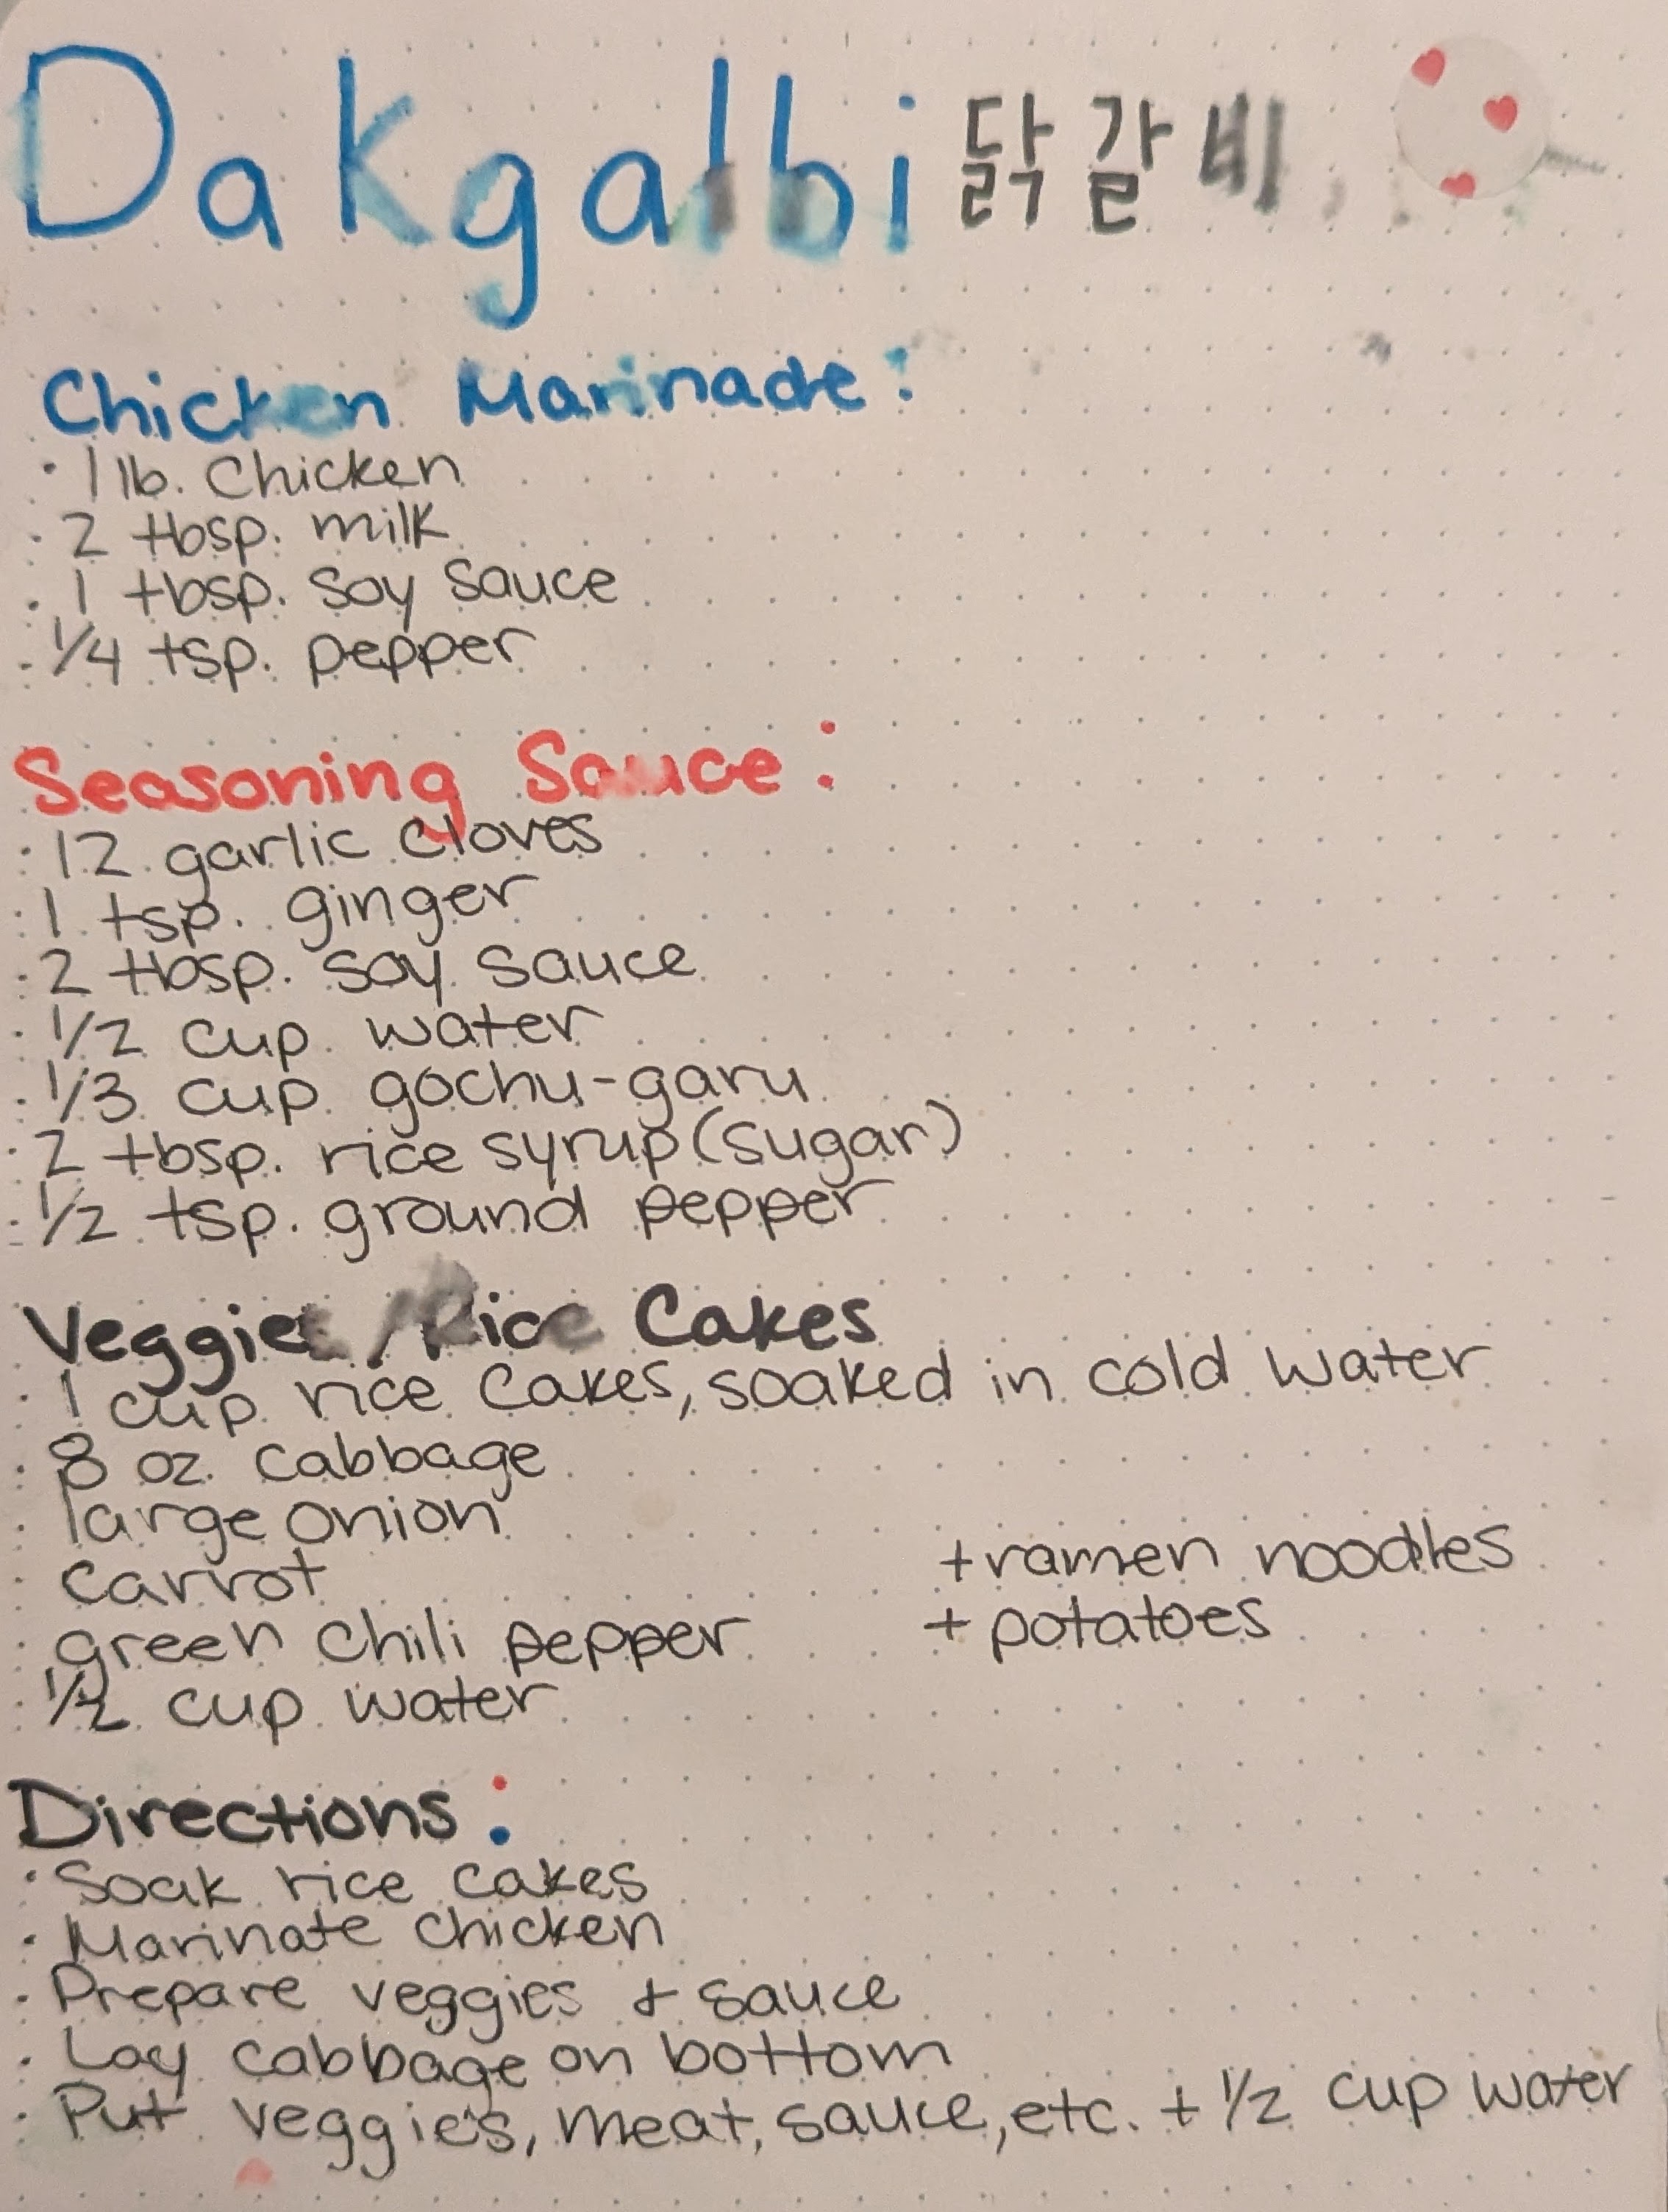 Dakgalbi 닭갈비
Chicken Marinade:
· 1 lb. Chicken
· 2 tbsp. milk
· 1 tbsp. soy sauce
· 1/4 tsp. pepper
Seasoning Sauce:
· 12 garlic cloves
· 1 tsp. ginger
· 2 tbsp. soy sauce
· 1/2 cup water
· 1/3 cup gochu-garu
· 2 tbsp. rice syrup (sugar)
· 1/2 tsp. ground pepper
Veggies/Rice Cakes
· 1 cup rice cakes, soaked in cold water
· 8 oz. cabbage
· large onion
· carrot
+ ramen noodles
· green chili pepper
+ potatoes
· 1/2 cup water
Directions:
· Soak rice cakes
· Marinate chicken
· Prepare veggies + sauce
· Lay cabbage on bottom
· Put veggies, meat, sauce, etc. + 1/2 cup water